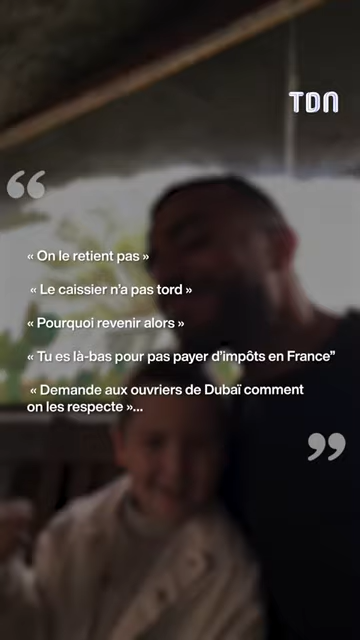 TDN
“
« On le retient pas »
« Le caissier n’a pas tord »
« Pourquoi revenir alors »
« Tu es là-bas pour pas payer d’impôts en France”
« Demande aux ouvriers de Dubaï comment
on les respecte »...
”